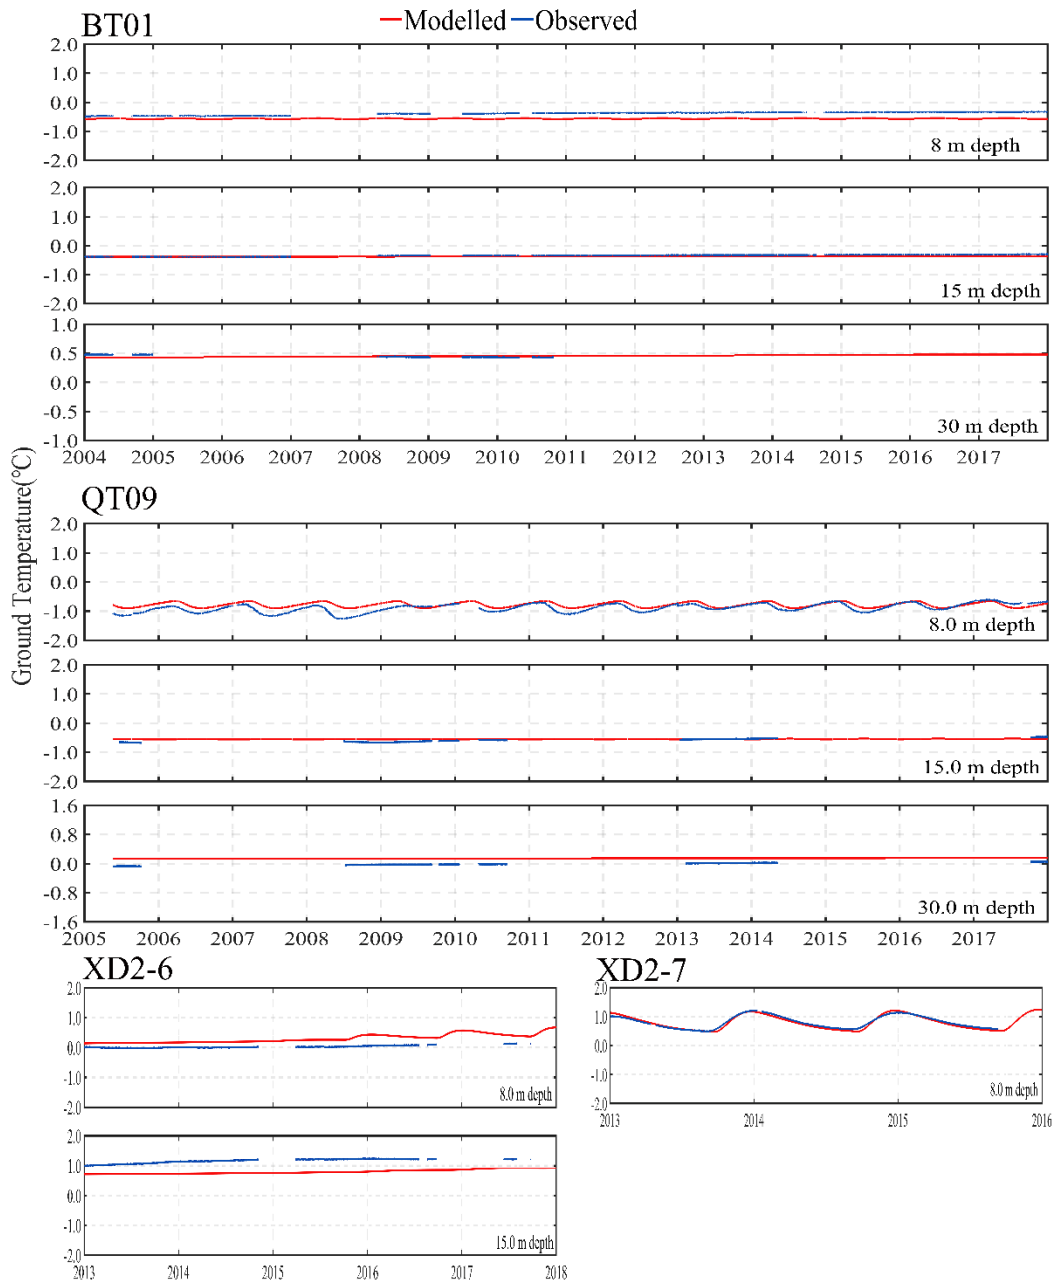 BT01
Modelled Observed
2.0
1.0
0.0
-1.0
-2.0
8 m depth
2.0
1.0
0.0
-1.0
-2.0
15 m depth
1.0
0.5
0.0
-0.5
-1.0
30 m depth
2004 2005 2006 2007 2008 2009 2010 2011 2012 2013 2014 2015 2016 2017
Ground Temperature(℃)
QT09
2.0
1.0
0.0
-1.0
-2.0
8.0 m depth
2.0
1.0
0.0
-1.0
-2.0
15.0 m depth
1.6
0.8
0.0
-0.8
-1.6
30.0 m depth
2005 2006 2007 2008 2009 2010 2011 2012 2013 2014 2015 2016 2017
XD2-6
2.0
1.0
0.0
-1.0
-2.0
8.0 m depth
2.0
1.0
0.0
-1.0
-2.0
15.0 m depth
2013 2014 2015 2016 2017 2018
XD2-7
2.0
1.0
0.0
-1.0
-2.0
8.0 m depth
2013 2014 2015 2016